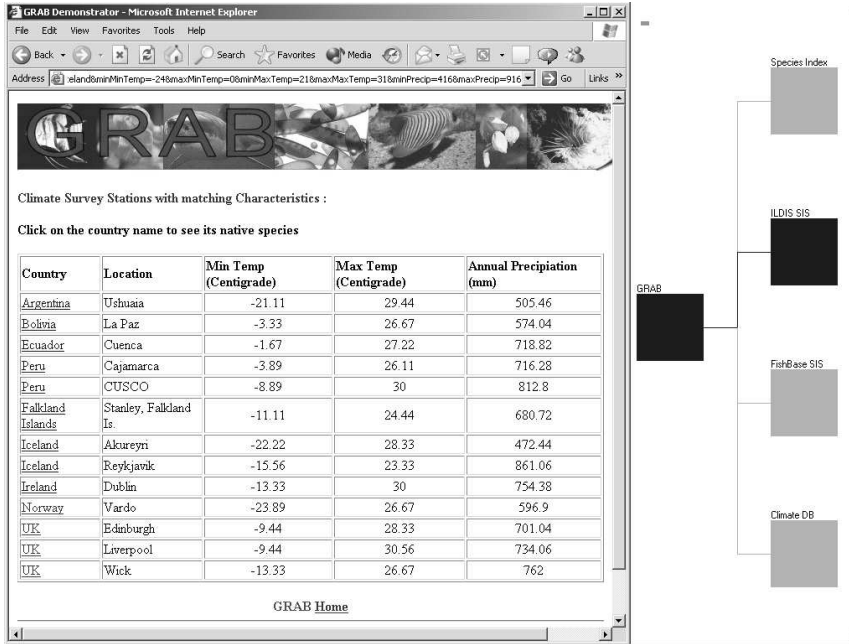 GRAB Demonstrator - Microsoft Internet Explorer
File Edit View Favorites Tools Help
Back Search Favorites Media
Address eland&minMinTemp=-24&maxMinTemp=0&minMaxTemp=21&maxMaxTemp=31&minPrecip=416&maxPrecip=916 Go Links »
GRAB
Climate Survey Stations with matching Characteristics :
Click on the country name to see its native species
Country Location Min Temp (Centigrade) Max Temp (Centigrade) Annual Precipiation (mm)
Argentina Ushuaia -21.11 29.44 505.46
Bolivia La Paz -3.33 26.67 574.04
Ecuador Cuenca -1.67 27.22 718.82
Peru Cajamarca -3.89 26.11 716.28
Peru CUSCO -8.89 30 812.8
Falkland Islands Stanley, Falkland Is. -11.11 24.44 680.72
Iceland Akureyri -22.22 28.33 472.44
Iceland Reykjavik -15.56 23.33 861.06
Ireland Dublin -13.33 30 754.38
Norway Vardo -23.89 26.67 596.9
UK Edinburgh -9.44 28.33 701.04
UK Liverpool -9.44 30.56 734.06
UK Wick -13.33 26.67 762
GRAB Home
Species Index
ILDIS SIS
GRAB
FishBase SIS
Climate DB